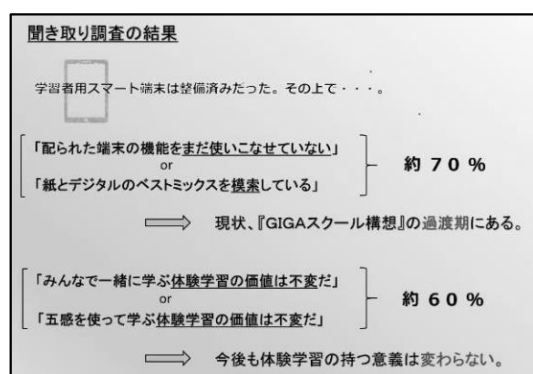 聞き取り調査の結果
学習者用スマート端末は整備済みだった。その上で・・・。
「配られた端末の機能をまだ使いこなせていない」
or
「紙とデジタルのベストミックスを模索している」
約70%
現状、『GIGAスクール構想』の過渡期にある。
「みんなで一緒に学ぶ体験学習の価値は不変だ」
or
「五感を使って学ぶ体験学習の価値は不変だ」
約60%
今後も体験学習の持つ意義は変わらない。